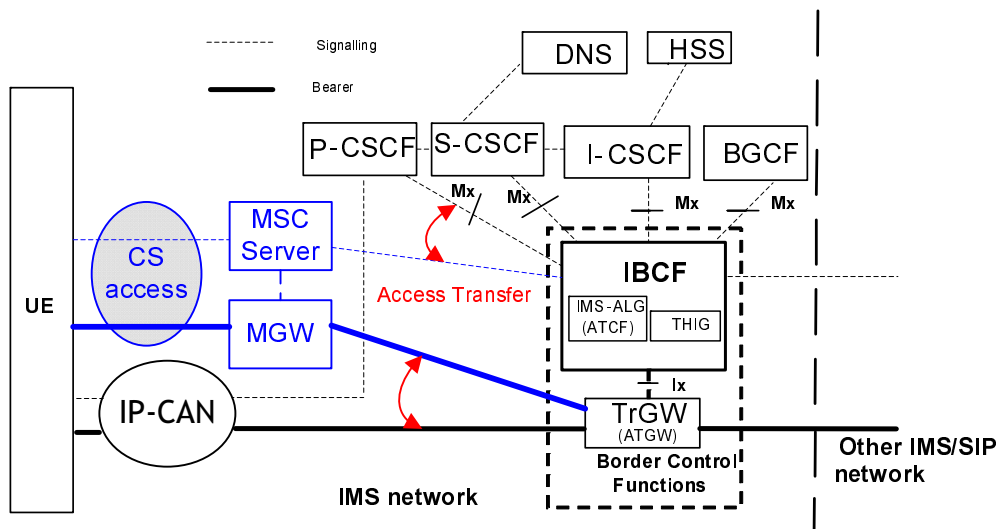 Signalling
Bearer
DNS
HSS
P-CSCF
S-CSCF
I-CSCF
BGCF
Mx
Mx
Mx
Mx
MSC
Server
CS
access
UE
Access Transfer
IBCF
IMS-ALG
(ATCF)
THIG
MGW
Ix
IP-CAN
TrGW
(ATGW)
Border Control
Functions
Other IMS/SIP
network
IMS network